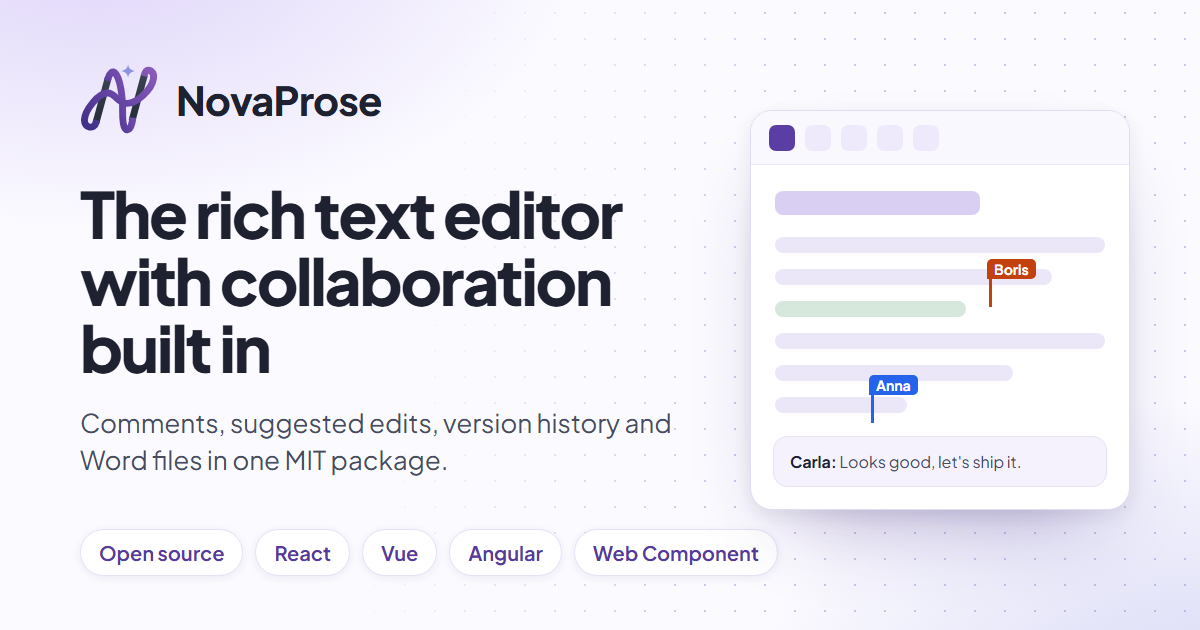 NovaProse
The rich text editor
with collaboration
built in
Comments, suggested edits, version history and
Word files in one MIT package.
Open source
React
Vue
Angular
Web Component
Boris
Anna
Carla: Looks good, let's ship it.